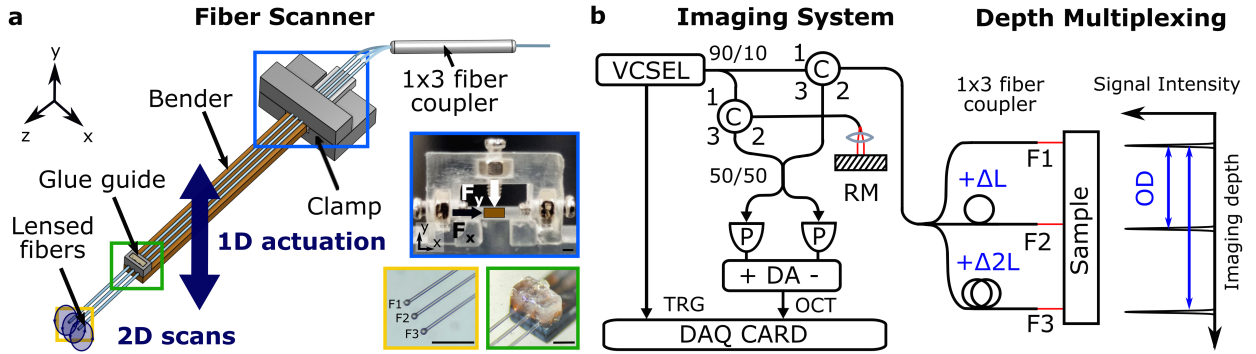 a
Fiber Scanner
y
z
x
Bender
1x3 fiber
coupler
Glue guide
Clamp
Lensed
fibers
1D actuation
2D scans
Fy
Fx
y
x
F1
F2
F3
b
Imaging System
VCSEL
90/10
1
C
3
2
1
C
3
2
50/50
RM
P
P
+ DA -
TRG
OCT
DAQ CARD
Depth Multiplexing
1x3 fiber
coupler
Signal Intensity
F1
+ΔL
F2
+Δ2L
F3
Sample
OD
Imaging depth